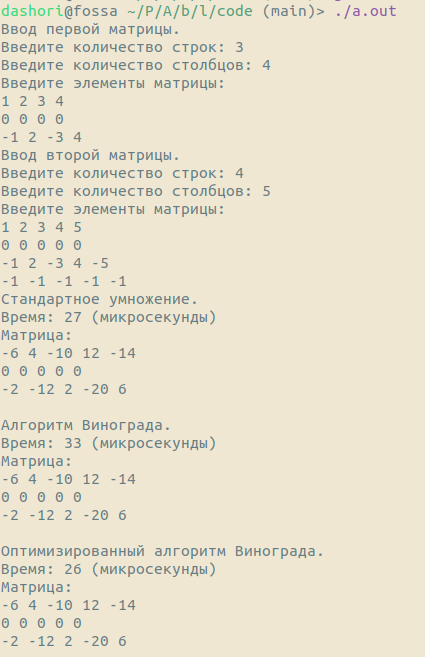 dashori@fossa ~/P/A/b/l/code (main)> ./a.out
Ввод первой матрицы.
Введите количество строк: 3
Введите количество столбцов: 4
Введите элементы матрицы:
1 2 3 4
0 0 0 0
-1 2 -3 4
Ввод второй матрицы.
Введите количество строк: 4
Введите количество столбцов: 5
Введите элементы матрицы:
1 2 3 4 5
0 0 0 0 0
-1 2 -3 4 -5
-1 -1 -1 -1 -1
Стандартное умножение.
Время: 27 (микросекунды)
Матрица:
-6 4 -10 12 -14
0 0 0 0 0
-2 -12 2 -20 6
Алгоритм Винограда.
Время: 33 (микросекунды)
Матрица:
-6 4 -10 12 -14
0 0 0 0 0
-2 -12 2 -20 6
Оптимизированный алгоритм Винограда.
Время: 26 (микросекунды)
Матрица:
-6 4 -10 12 -14
0 0 0 0 0
-2 -12 2 -20 6